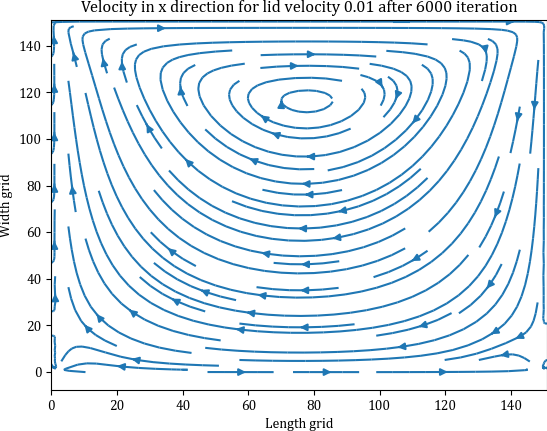 Velocity in x direction for lid velocity 0.01 after 6000 iteration
140
120
100
80
60
40
20
0
Width grid
0 20 40 60 80 100 120 140
Length grid